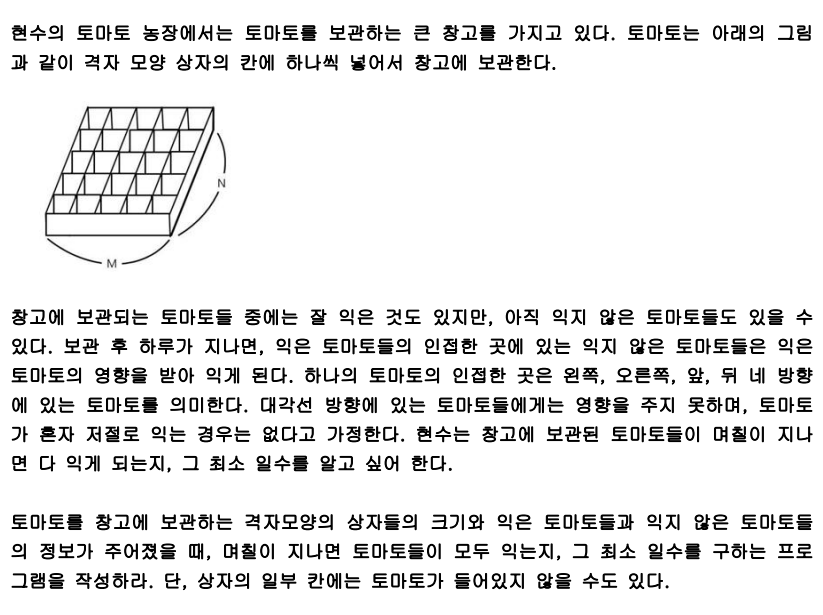 현수의 토마토 농장에서는 토마토를 보관하는 큰 창고를 가지고 있다. 토마토는 아래의 그림
과 같이 격자 모양 상자의 칸에 하나씩 넣어서 창고에 보관한다.
N
M
창고에 보관되는 토마토들 중에는 잘 익은 것도 있지만, 아직 익지 않은 토마토들도 있을 수
있다. 보관 후 하루가 지나면, 익은 토마토들의 인접한 곳에 있는 익지 않은 토마토들은 익은
토마토의 영향을 받아 익게 된다. 하나의 토마토의 인접한 곳은 왼쪽, 오른쪽, 앞, 뒤 네 방향
에 있는 토마토를 의미한다. 대각선 방향에 있는 토마토들에게는 영향을 주지 못하며, 토마토
가 혼자 저절로 익는 경우는 없다고 가정한다. 현수는 창고에 보관된 토마토들이 며칠이 지나
면 다 익게 되는지, 그 최소 일수를 알고 싶어 한다.
토마토를 창고에 보관하는 격자모양의 상자들의 크기와 익은 토마토들과 익지 않은 토마토들
의 정보가 주어졌을 때, 며칠이 지나면 토마토들이 모두 익는지, 그 최소 일수를 구하는 프로
그램을 작성하라. 단, 상자의 일부 칸에는 토마토가 들어있지 않을 수도 있다.